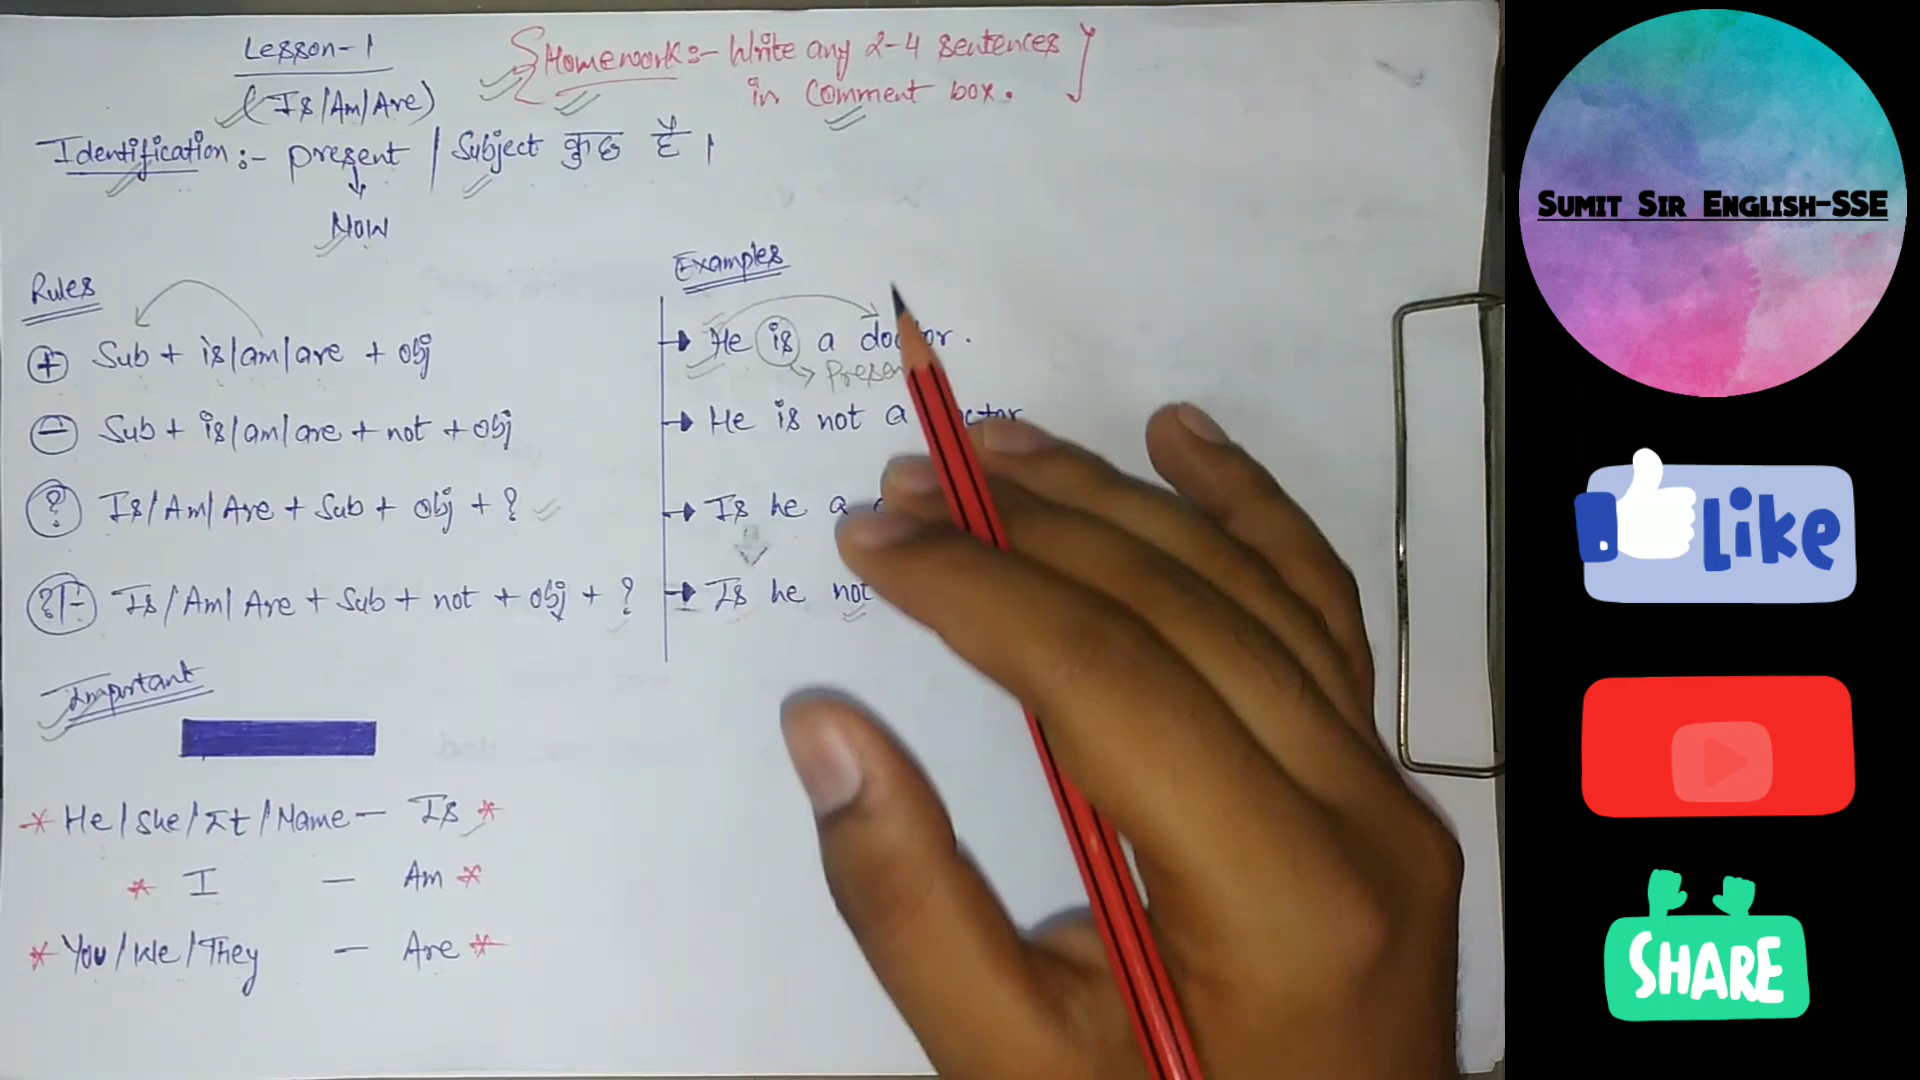 Lesson-1
(Is/Am/Are)
{Homework:- Write any 2-4 sentences
in Comment box. }
Identification:- Present / Subject कुछ है।
Now
Rules
+ Sub + is/am/are + obj
- Sub + is/am/are + not + obj
? Is/Am/Are + Sub + obj + ?
?/- Is/Am/Are + Sub + not + obj + ?
Examples
He is a doctor.
He is not a
Is he a
Is he not
Important
* He/She/It/Name — Is *
* I — Am *
* You/We/They — Are *
SUMIT SIR ENGLISH-SSE
Like
SHARE